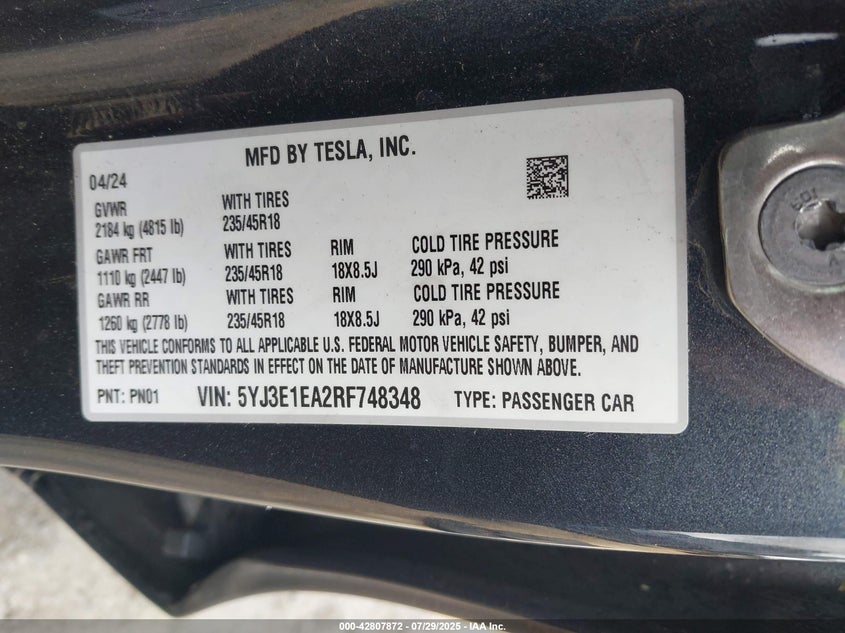 MFD BY TESLA, INC.
04/24
GVWR WITH TIRES
2184 kg (4815 lb) 235/45R18
GAWR FRT WITH TIRES RIM COLD TIRE PRESSURE
1110 kg (2447 lb) 235/45R18 18X8.5J 290 kPa, 42 psi
GAWR RR WITH TIRES RIM COLD TIRE PRESSURE
1260 kg (2778 lb) 235/45R18 18X8.5J 290 kPa, 42 psi
THIS VEHICLE CONFORMS TO ALL APPLICABLE U.S. FEDERAL MOTOR VEHICLE SAFETY, BUMPER, AND
THEFT PREVENTION STANDARDS IN EFFECT ON THE DATE OF MANUFACTURE SHOWN ABOVE.
PNT: PN01 VIN: 5YJ3E1EA2RF748348 TYPE: PASSENGER CAR
000-42807872 - 07/29/2025 - IAA Inc.